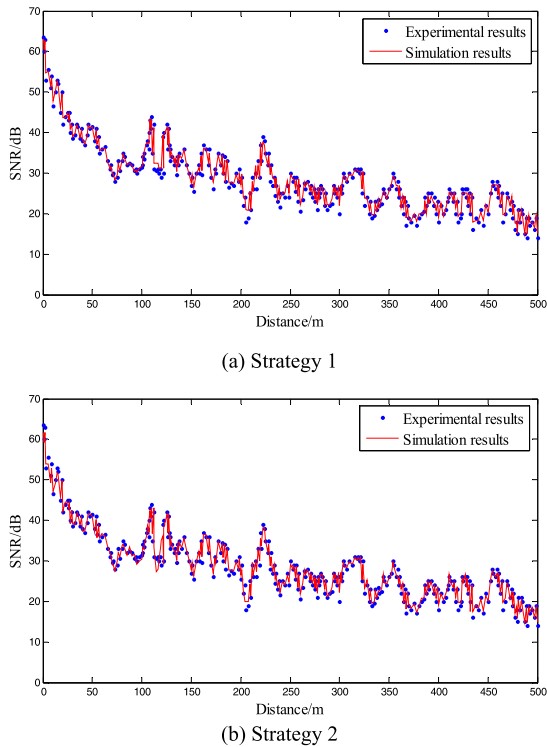 70
60
50
40
30
20
10
0
SNR/dB
Experimental results
Simulation results
0 50 100 150 200 250 300 350 400 450 500
Distance/m
(a) Strategy 1
70
60
50
40
30
20
10
0
SNR/dB
Experimental results
Simulation results
0 50 100 150 200 250 300 350 400 450 500
Distance/m
(b) Strategy 2